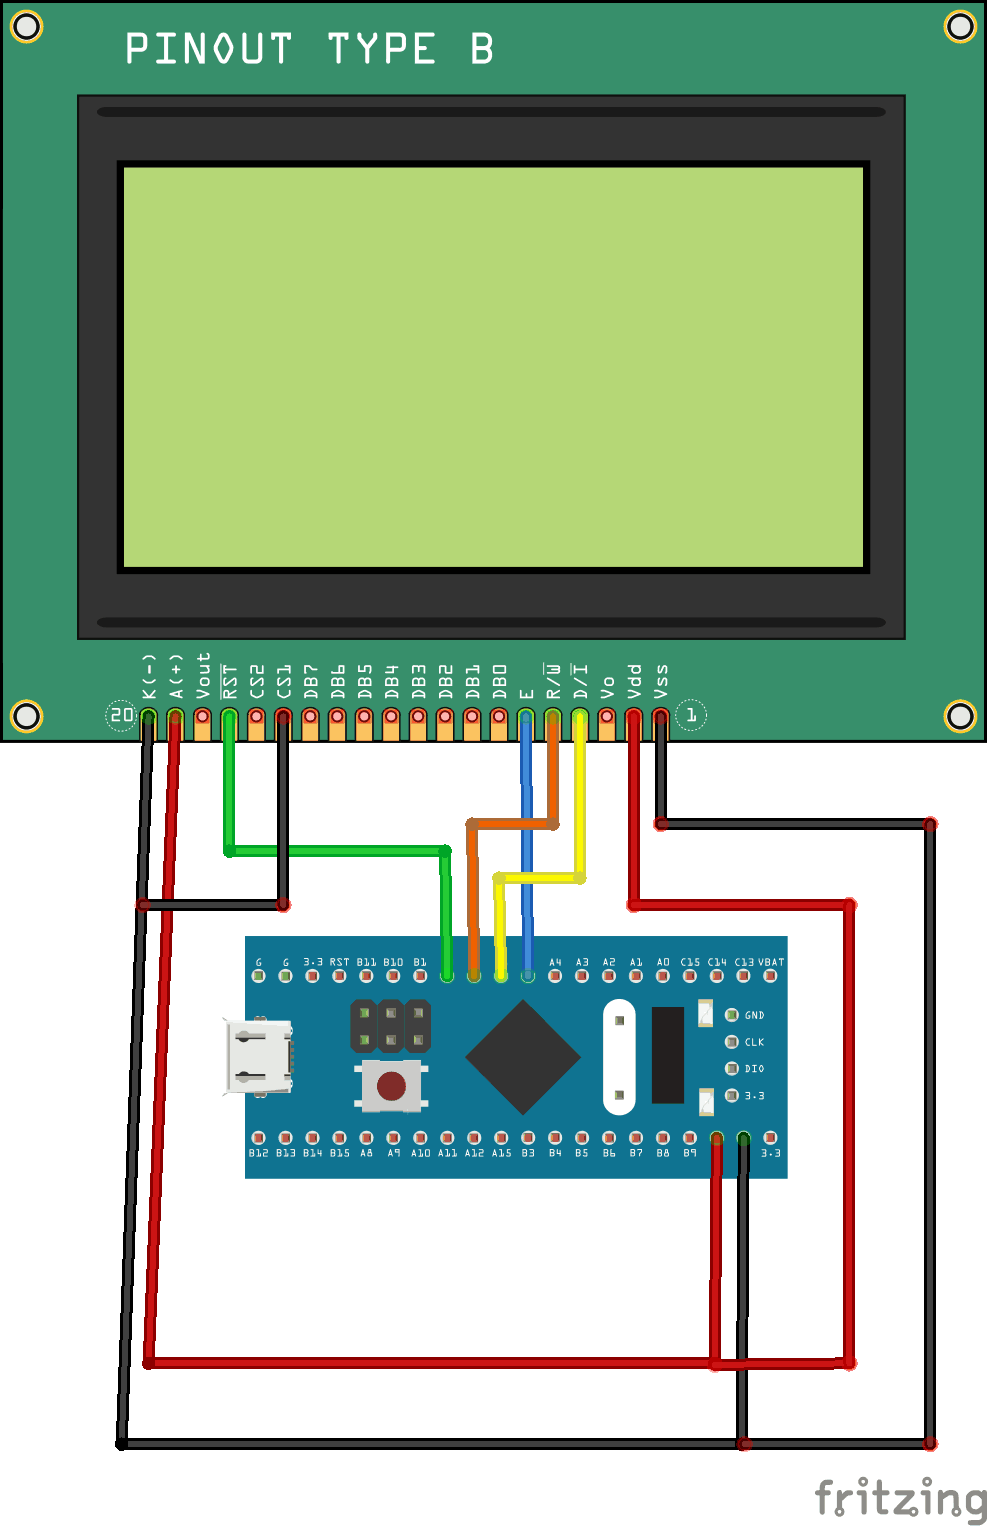 PINOUT TYPE B
20 K(-) A(+) Vout RST CS2 CS1 DB7 DB6 DB5 DB4 DB3 DB2 DB1 DB0 E R/W D/I Vo Vdd Vss 1
G G 3.3 RST B11 B10 B1 A4 A3 A2 A1 A0 C15 C14 C13 VBAT
GND
CLK
DIO
3.3
B12 B13 B14 B15 A8 A9 A10 A11 A12 A15 B3 B4 B5 B6 B7 B8 B9 3.3
fritzing